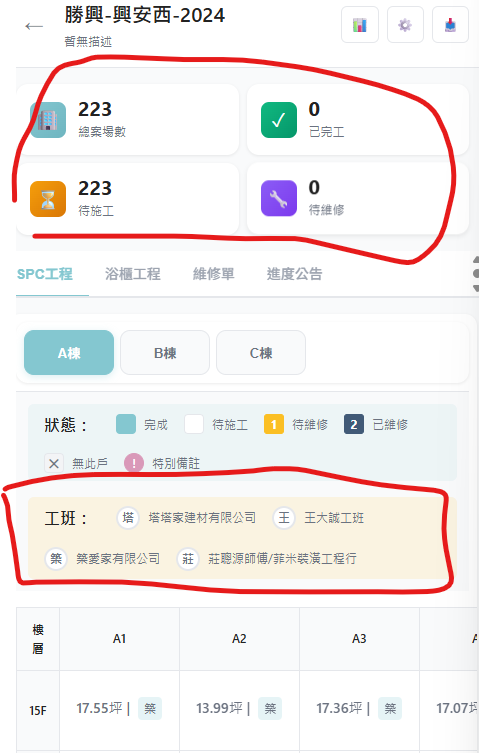 勝興-興安西-2024
暫無描述
223
總案場數
0
已完工
223
待施工
0
待維修
SPC工程 浴櫃工程 維修單 進度公告
A棟 B棟 C棟
狀態： 完成 待施工 1 待維修 2 已維修
無此戶 ! 特別備註
工班： 塔 塔塔家建材有限公司 王 王大誠工班
築 築愛家有限公司 莊 莊聰源師傅/菲米裝潢工程行
樓層 A1 A2 A3
15F 17.55坪 | 築 13.99坪 | 築 17.36坪 | 築 17.07坪